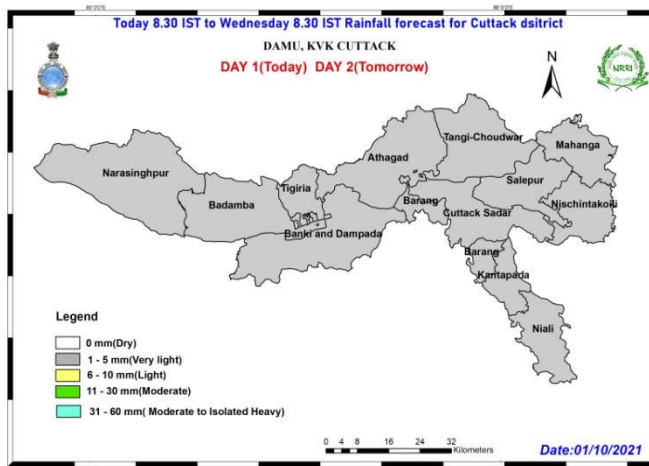 80°0'0"E
Today 8.30 IST to Wednesday 8.30 IST Rainfall forecast for Cuttack dsitrict
DAMU, KVK CUTTACK
DAY 1(Today) DAY 2(Tomorrow)
NRRI
N
Tangi-Choudwar
Mahanga
Athagad
Narasinghpur
Salepur
Tigiria
Badamba
Barang
Nischintakoili
Cuttack Sadar
Banki and Dampada
Barang
Kantapada
Niali
Legend
0 mm(Dry)
1 - 5 mm(Very light)
6 - 10 mm(Light)
11 - 30 mm(Moderate)
31 - 60 mm( Moderate to Isolated Heavy)
0 4 8 16 24 32
Kilometers
Date:01/10/2021